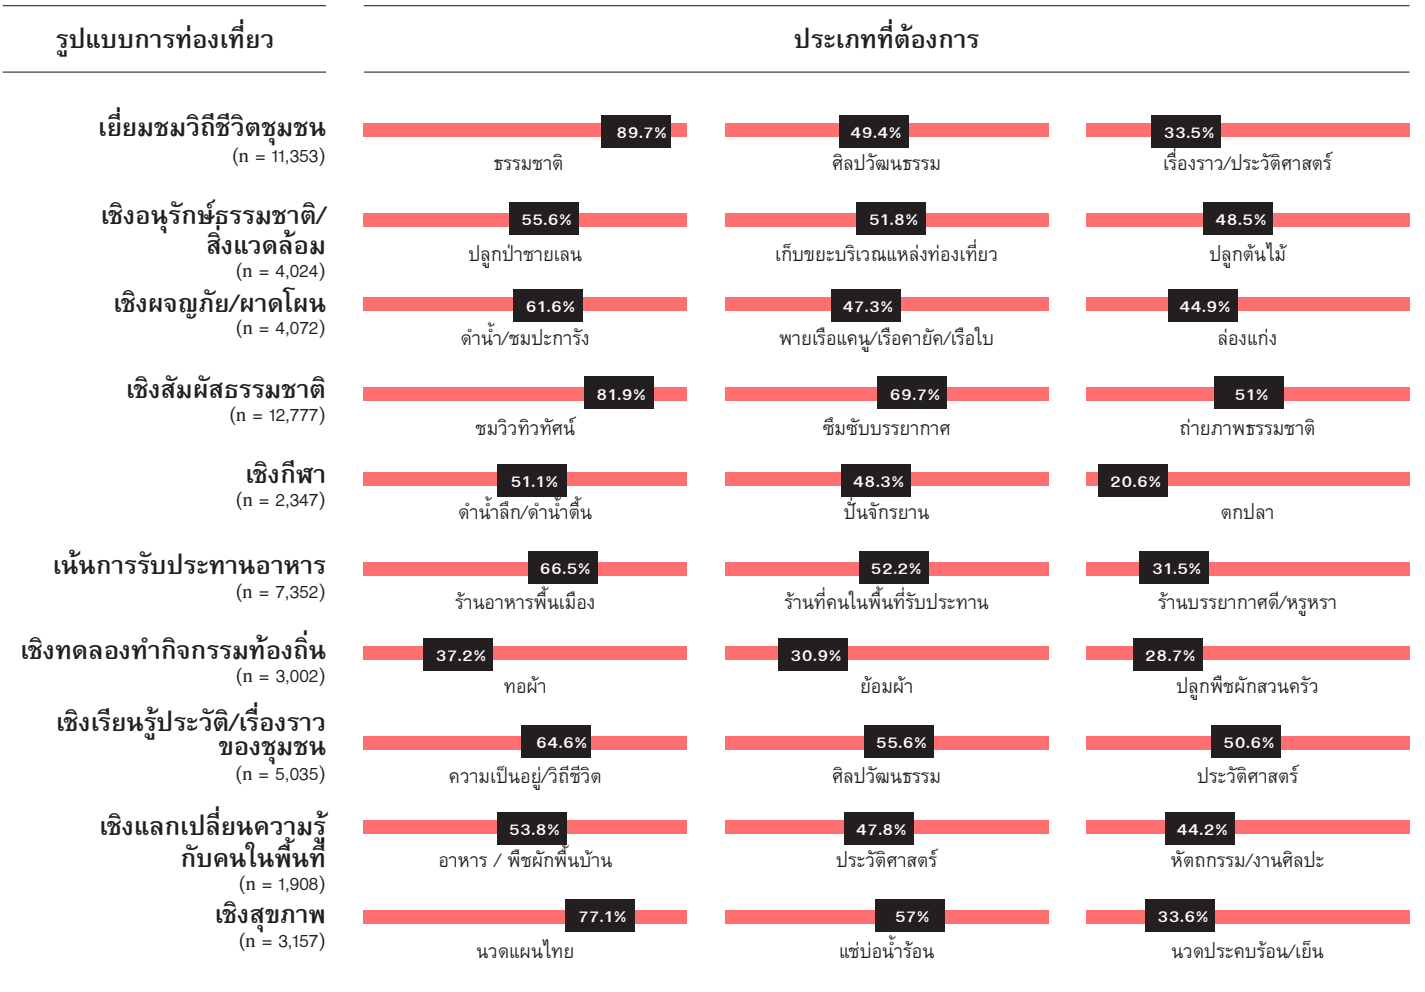 รูปแบบการท่องเที่ยว
ประเภทที่ต้องการ
เยี่ยมชมวิถีชีวิตชุมชน
(n = 11,353)
89.7%
ธรรมชาติ
49.4%
ศิลปวัฒนธรรม
33.5%
เรื่องราว/ประวัติศาสตร์
เชิงอนุรักษ์ธรรมชาติ/
สิ่งแวดล้อม
(n = 4,024)
55.6%
ปลูกป่าชายเลน
51.8%
เก็บขยะบริเวณแหล่งท่องเที่ยว
48.5%
ปลูกต้นไม้
เชิงผจญภัย/ผาดโผน
(n = 4,072)
61.6%
ดำน้ำ/ชมปะการัง
47.3%
พายเรือแคนู/เรือคายัค/เรือใบ
44.9%
ล่องแก่ง
เชิงสัมผัสธรรมชาติ
(n = 12,777)
81.9%
ชมวิวทิวทัศน์
69.7%
ซึมซับบรรยากาศ
51%
ถ่ายภาพธรรมชาติ
เชิงกีฬา
(n = 2,347)
51.1%
ดำน้ำลึก/ดำน้ำตื้น
48.3%
ปั่นจักรยาน
20.6%
ตกปลา
เน้นการรับประทานอาหาร
(n = 7,352)
66.5%
ร้านอาหารพื้นเมือง
52.2%
ร้านที่คนในพื้นที่รับประทาน
31.5%
ร้านบรรยากาศดี/หรูหรา
เชิงทดลองทำกิจกรรมท้องถิ่น
(n = 3,002)
37.2%
ทอผ้า
30.9%
ย้อมผ้า
28.7%
ปลูกพืชผักสวนครัว
เชิงเรียนรู้ประวัติ/เรื่องราว
ของชุมชน
(n = 5,035)
64.6%
ความเป็นอยู่/วิถีชีวิต
55.6%
ศิลปวัฒนธรรม
50.6%
ประวัติศาสตร์
เชิงแลกเปลี่ยนความรู้
กับคนในพื้นที่
(n = 1,908)
53.8%
อาหาร / พืชผักพื้นบ้าน
47.8%
ประวัติศาสตร์
44.2%
หัตถกรรม/งานศิลปะ
เชิงสุขภาพ
(n = 3,157)
77.1%
นวดแผนไทย
57%
แช่บ่อน้ำร้อน
33.6%
นวดประคบร้อน/เย็น